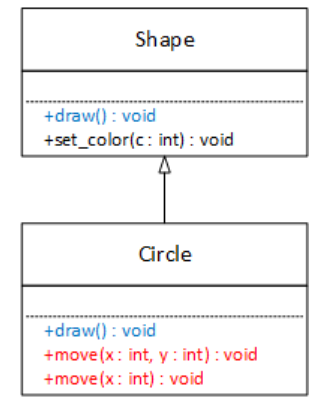 Shape
+draw() : void
+set_color(c : int) : void
Circle
+draw() : void
+move(x : int, y : int) : void
+move(x : int) : void